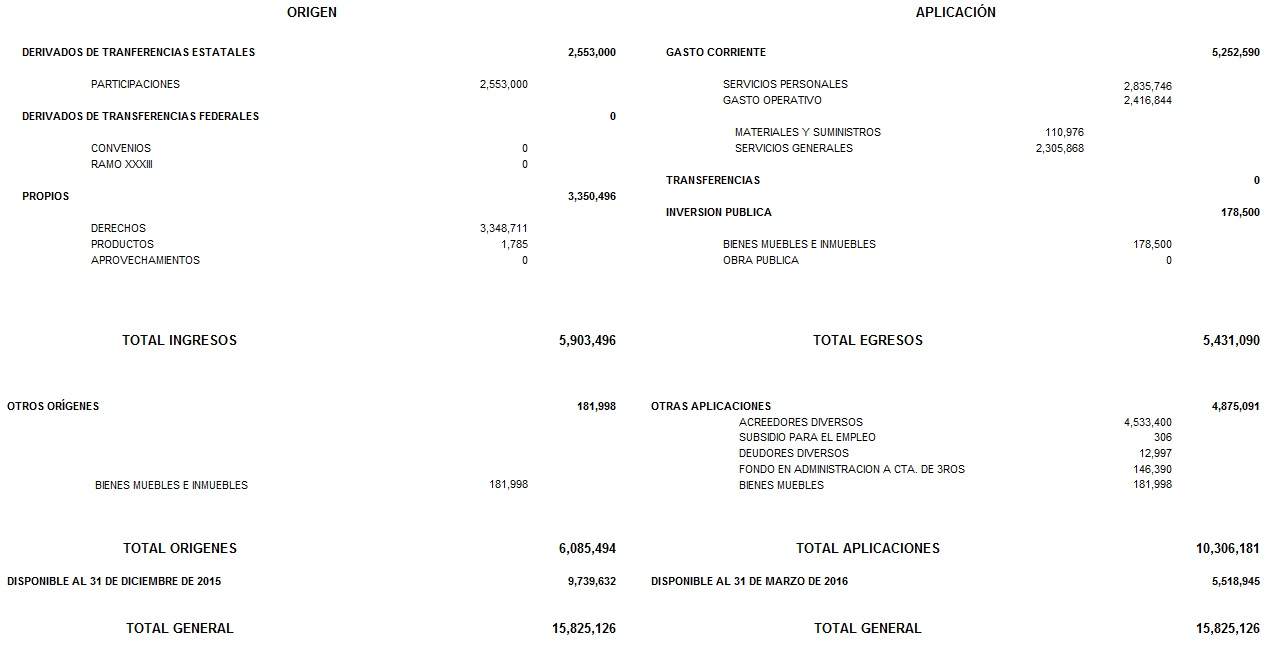 ORIGEN
DERIVADOS DE TRANFERENCIAS ESTATALES 2,553,000
PARTICIPACIONES 2,553,000
DERIVADOS DE TRANSFERENCIAS FEDERALES 0
CONVENIOS 0
RAMO XXXIII 0
PROPIOS 3,350,496
DERECHOS 3,348,711
PRODUCTOS 1,785
APROVECHAMIENTOS 0
TOTAL INGRESOS 5,903,496
OTROS ORÍGENES 181,998
BIENES MUEBLES E INMUEBLES 181,998
TOTAL ORIGENES 6,085,494
DISPONIBLE AL 31 DE DICIEMBRE DE 2015 9,739,632
TOTAL GENERAL 15,825,126
APLICACIÓN
GASTO CORRIENTE 5,252,590
SERVICIOS PERSONALES 2,835,746
GASTO OPERATIVO 2,416,844
MATERIALES Y SUMINISTROS 110,976
SERVICIOS GENERALES 2,305,868
TRANSFERENCIAS 0
INVERSION PUBLICA 178,500
BIENES MUEBLES E INMUEBLES 178,500
OBRA PUBLICA 0
TOTAL EGRESOS 5,431,090
OTRAS APLICACIONES 4,875,091
ACREEDORES DIVERSOS 4,533,400
SUBSIDIO PARA EL EMPLEO 306
DEUDORES DIVERSOS 12,997
FONDO EN ADMINISTRACION A CTA. DE 3ROS 146,390
BIENES MUEBLES 181,998
TOTAL APLICACIONES 10,306,181
DISPONIBLE AL 31 DE MARZO DE 2016 5,518,945
TOTAL GENERAL 15,825,126